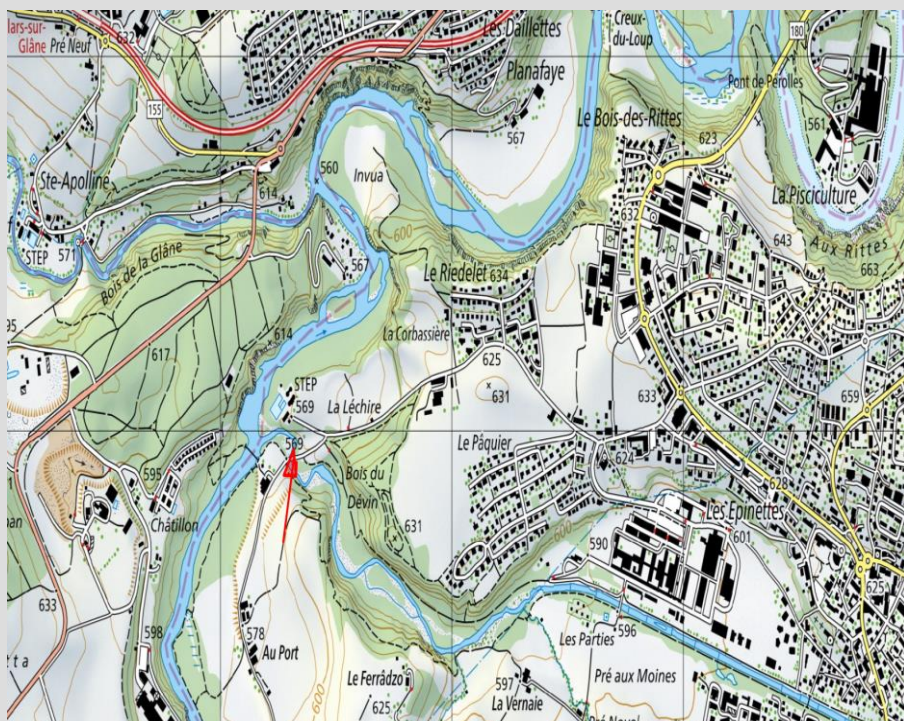 lars-sur-
Glâne
Pré Neuf
632
Les Daillettes
Creux-
du-Loup
180
Planafaye
Pont de Pérolles
155
567
Le Bois-des-Rittes
623
561
560
Invua
Ste-Apolline
614
632
La Pisciculture
STEP
571
Bois de la Glâne
600
567
Le Riedelet
634
643
Aux Rittes
663
95
614
La Corbassière
617
625
STEP
569
631
633
659
La Léchire
569
Le Pâquier
595
Bois du
Dévin
624
628
Châtillon
631
Les Epinettes
601
600
590
633
625
598
578
Les Parties
596
Au Port
Le Ferrâdzo
597
Pré aux Moines
625
600
La Vernaie